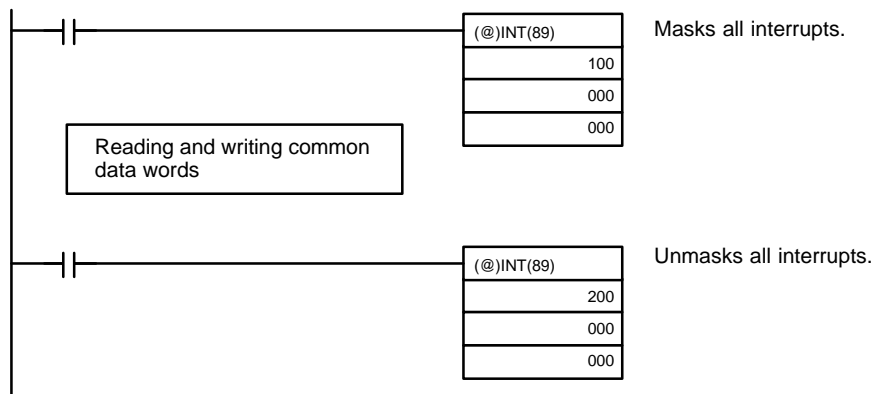 (@)INT(89) Masks all interrupts.
100
000
000
Reading and writing common
data words
(@)INT(89) Unmasks all interrupts.
200
000
000